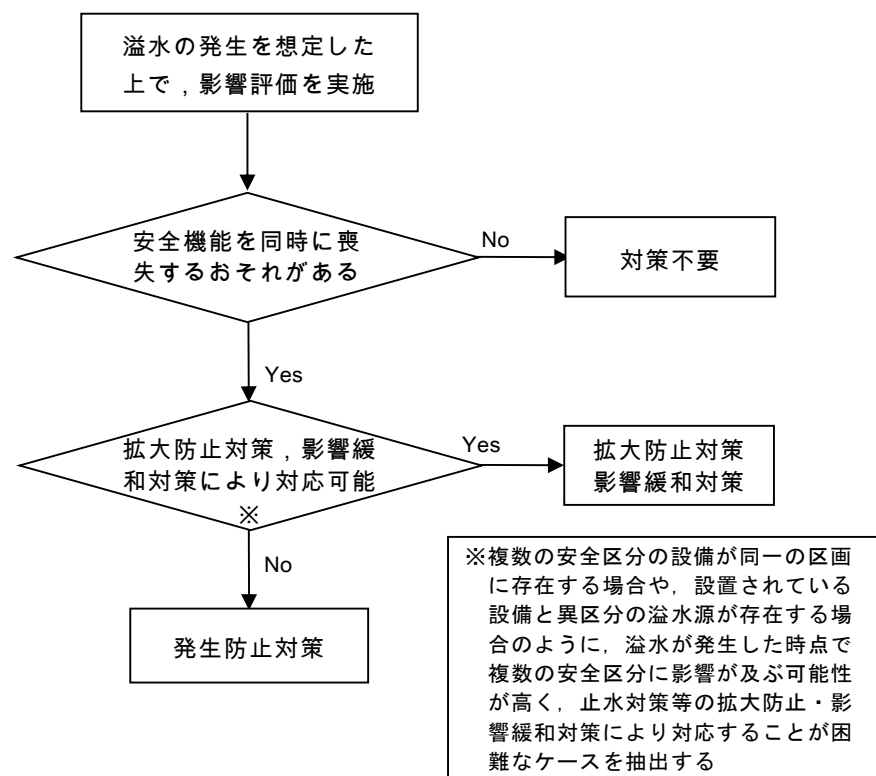 溢水の発生を想定した
上で，影響評価を実施
安全機能を同時に喪
失するおそれがある
No
対策不要
Yes
拡大防止対策，影響緩
和対策により対応可能
※
Yes
拡大防止対策
影響緩和対策
No
発生防止対策
※複数の安全区分の設備が同一の区画
に存在する場合や，設置されている
設備と異区分の溢水源が存在する場
合のように，溢水が発生した時点で
複数の安全区分に影響が及ぶ可能性
が高く，止水対策等の拡大防止・影
響緩和対策により対応することが困
難なケースを抽出する